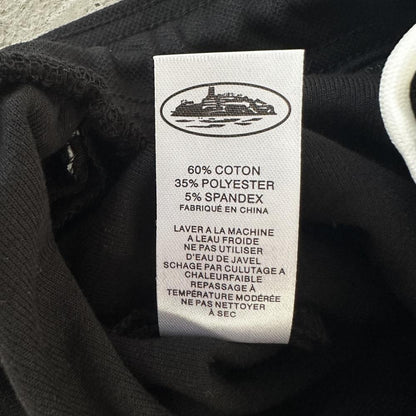 60% COTON
35% POLYESTER
5% SPANDEX
FABRIQUÉ EN CHINA
LAVER A LA MACHINE
A LEAU FROIDE
NE PAS UTILISER
D'EAU DE JAVEL
SCHAGE PAR CULUTAGE A
CHALEURFAIBLE
REPASSAGE À
TEMPÉRATURE MODÉRÉE
NE PAS NETTOYER
À SEC